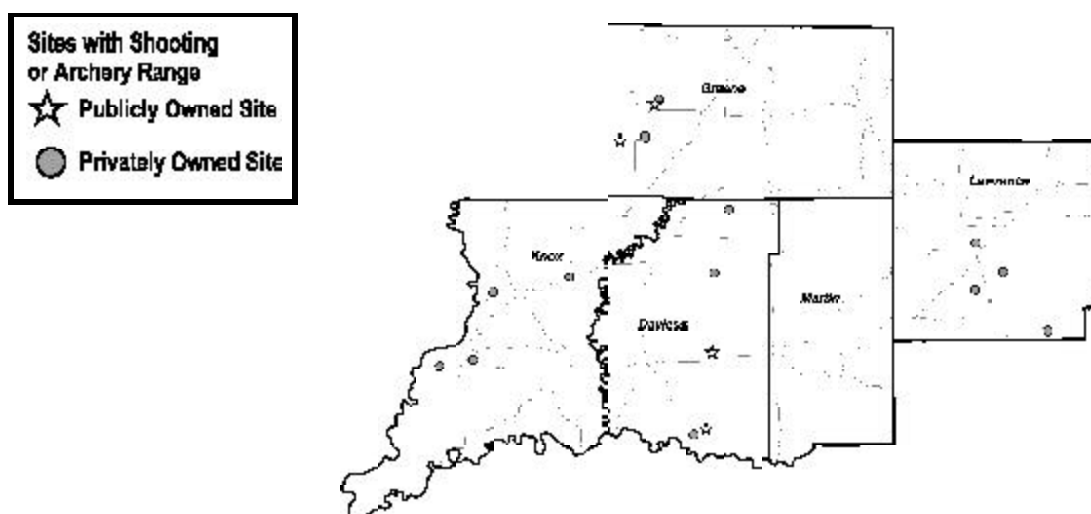 Sites with Shooting
or Archery Range
Publicly Owned Site
Privately Owned Site
Greene
Lawrence
Knox
Martin
Daviess